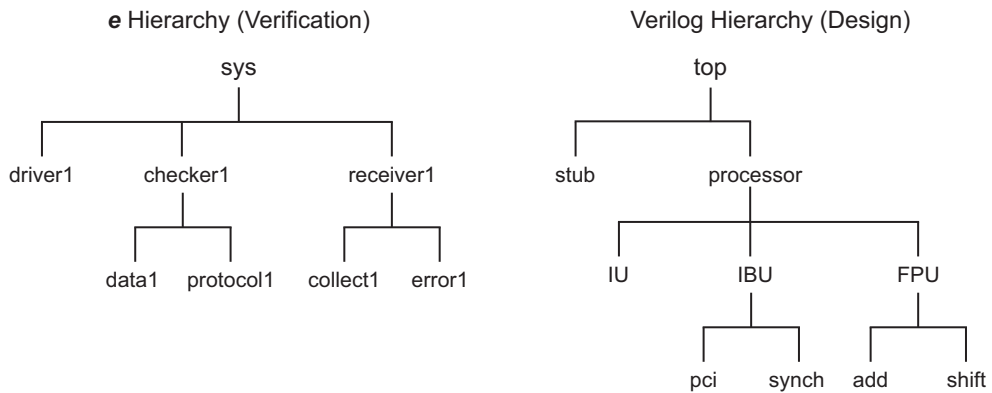 e Hierarchy (Verification)
Verilog Hierarchy (Design)
sys
top
driver1
checker1
receiver1
stub
processor
data1
protocol1
collect1
error1
IU
IBU
FPU
pci
synch
add
shift